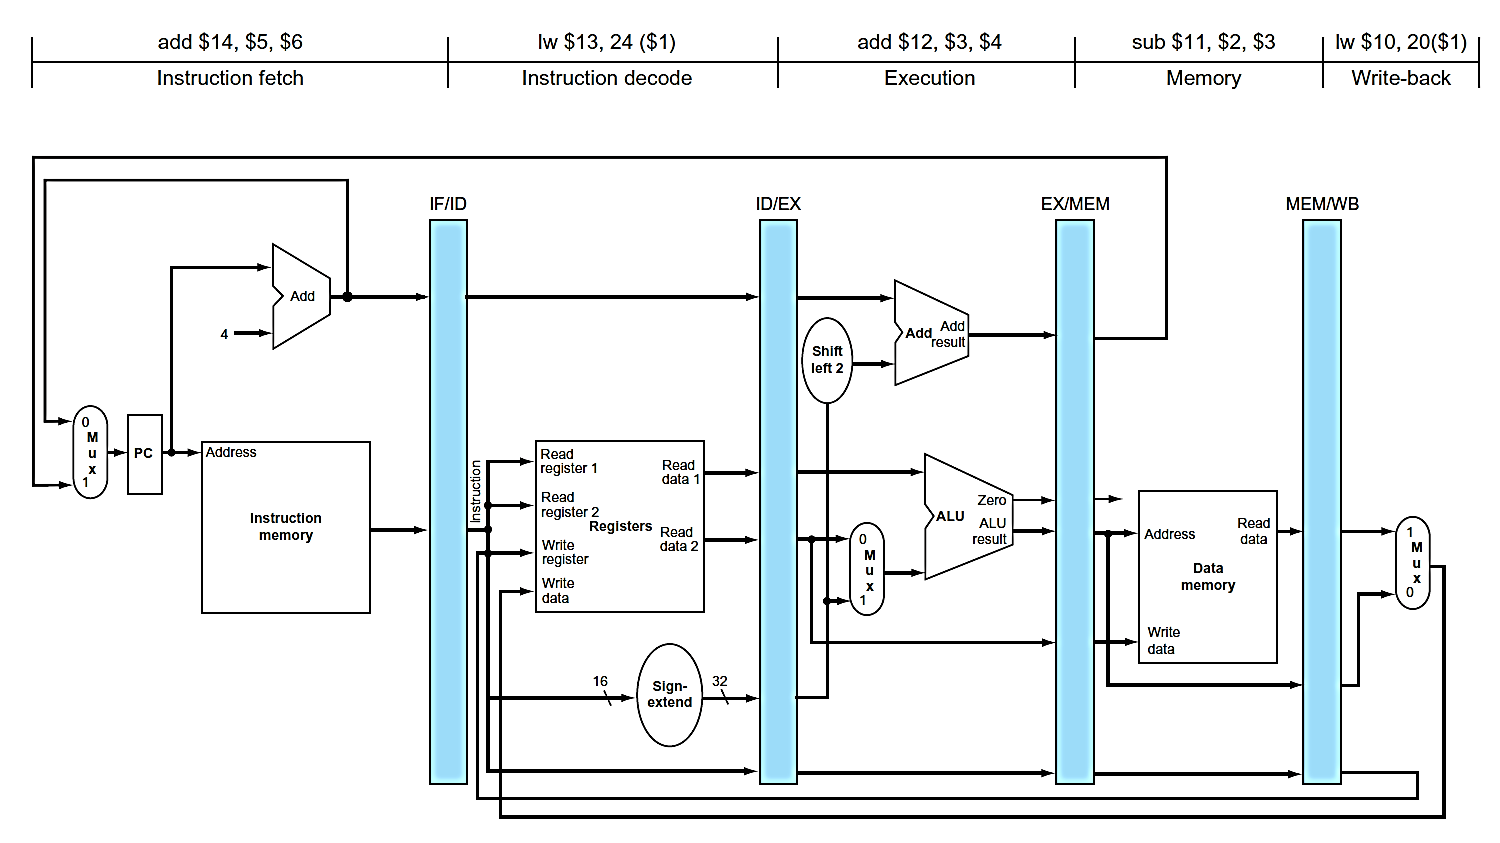 add $14, $5, $6
lw $13, 24 ($1)
add $12, $3, $4
sub $11, $2, $3
lw $10, 20($1)
Instruction fetch
Instruction decode
Execution
Memory
Write-back
IF/ID
ID/EX
EX/MEM
MEM/WB
Add
4
Add
Add
result
Shift
left 2
0
M
u
x
1
PC
Address
Instruction
memory
Instruction
Read
register 1
Read
register 2
Write
register
Write
data
Registers
Read
data 1
Read
data 2
16
Sign-
extend
32
0
M
u
x
1
Zero
ALU
ALU
result
Address
Read
data
Data
memory
Write
data
1
M
u
x
0